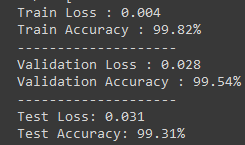 Train Loss : 0.004
Train Accuracy : 99.82%
-------------------
Validation Loss : 0.028
Validation Accuracy : 99.54%
-------------------
Test Loss: 0.031
Test Accuracy: 99.31%